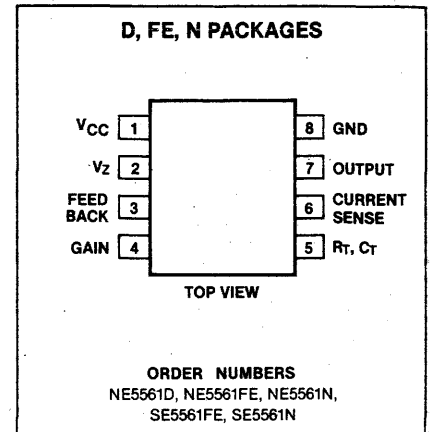 D, FE, N PACKAGES
VCC 1
8 GND
VZ 2
7 OUTPUT
FEED
BACK 3
6 CURRENT
SENSE
GAIN 4
5 RT, CT
TOP VIEW
ORDER NUMBERS
NE5561D, NE5561FE, NE5561N,
SE5561FE, SE5561N